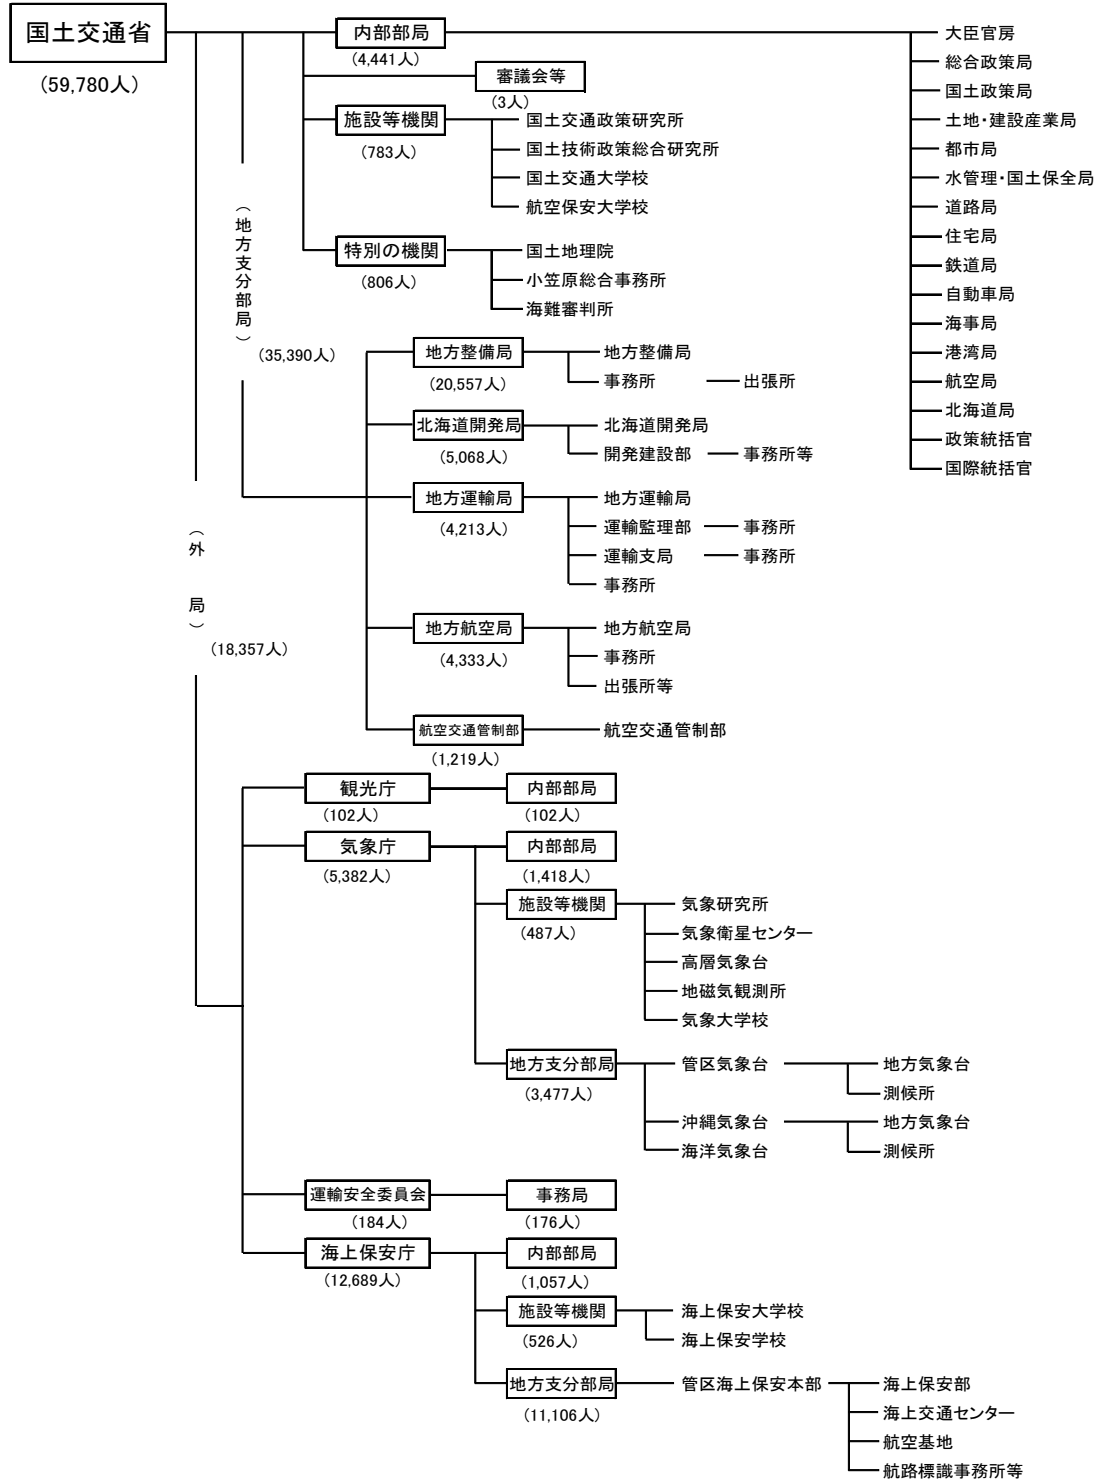 国土交通省
(59,780人)
内部部局
(4,441人)
大臣官房
総合政策局
国土政策局
土地・建設産業局
都市局
水管理・国土保全局
道路局
住宅局
鉄道局
自動車局
海事局
港湾局
航空局
北海道局
政策統括官
国際統括官
審議会等
(3人)
施設等機関
(783人)
国土交通政策研究所
国土技術政策総合研究所
国土交通大学校
航空保安大学校
特別の機関
(806人)
国土地理院
小笠原総合事務所
海難審判所
(地方支分部局)
(35,390人)
地方整備局
(20,557人)
地方整備局
事務所
出張所
北海道開発局
(5,068人)
北海道開発局
開発建設部
事務所等
地方運輸局
(4,213人)
地方運輸局
運輸監理部
事務所
運輸支局
事務所
事務所
地方航空局
(4,333人)
地方航空局
事務所
出張所等
航空交通管制部
(1,219人)
航空交通管制部
(外局)
(18,357人)
観光庁
(102人)
内部部局
(102人)
気象庁
(5,382人)
内部部局
(1,418人)
施設等機関
(487人)
気象研究所
気象衛星センター
高層気象台
地磁気観測所
気象大学校
地方支分部局
(3,477人)
管区気象台
地方気象台
測候所
沖縄気象台
地方気象台
海洋気象台
測候所
運輸安全委員会
(184人)
事務局
(176人)
海上保安庁
(12,689人)
内部部局
(1,057人)
施設等機関
(526人)
海上保安大学校
海上保安学校
地方支分部局
(11,106人)
管区海上保安本部
海上保安部
海上交通センター
航空基地
航路標識事務所等